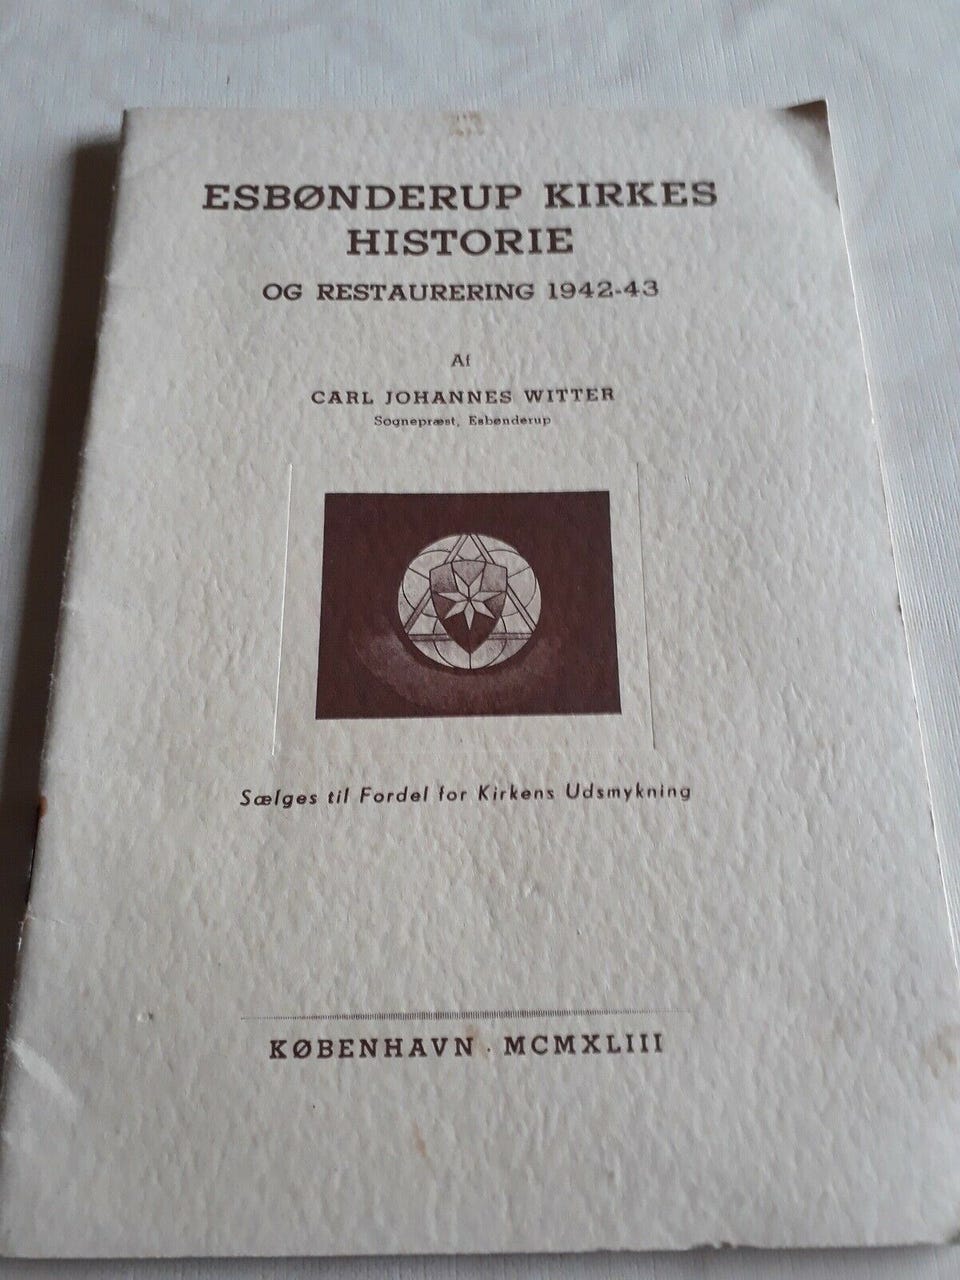 ESBØNDERUP KIRKES
HISTORIE
OG RESTAURERING 1942-43
Af
CARL JOHANNES WITTER
Sognepræst, Esbønderup
Sælges til Fordel for Kirkens Udsmykning
KØBENHAVN · MCMXLIII